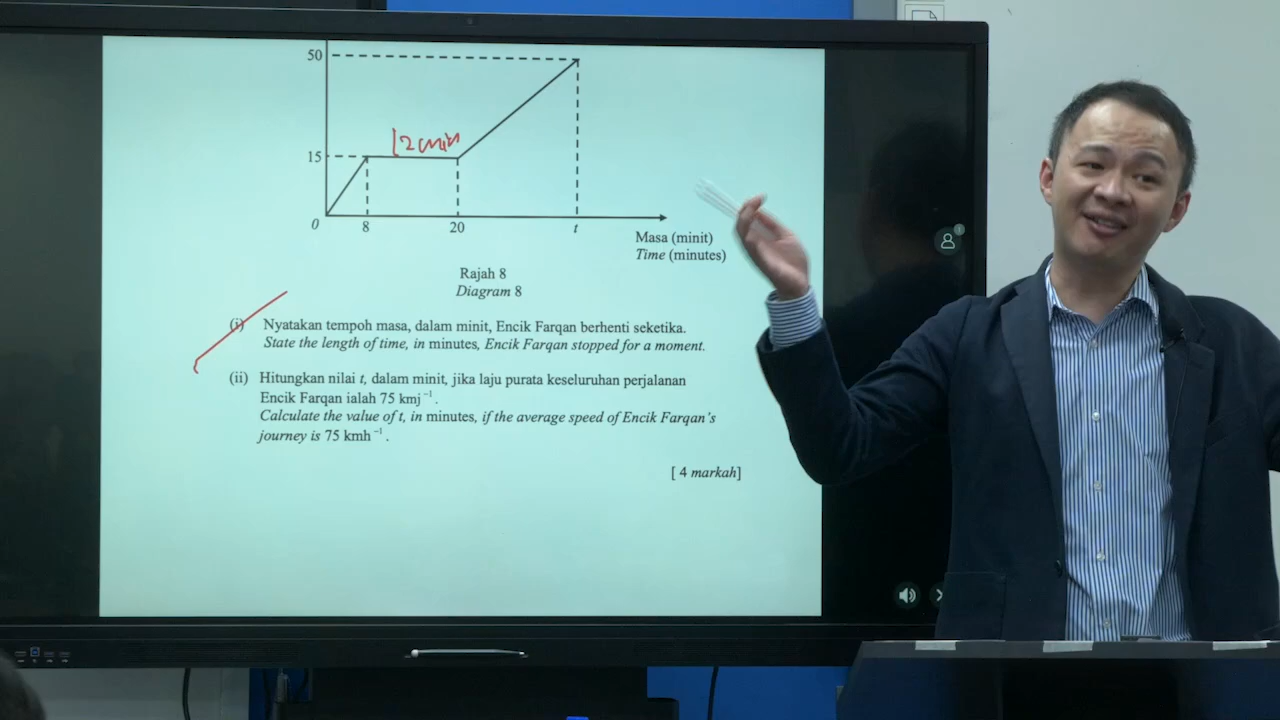 50
12 min
15
0 8 20 t
Masa (minit)
Time (minutes)
Rajah 8
Diagram 8
(i) Nyatakan tempoh masa, dalam minit, Encik Farqan berhenti seketika.
State the length of time, in minutes, Encik Farqan stopped for a moment.
(ii) Hitungkan nilai t, dalam minit, jika laju purata keseluruhan perjalanan
Encik Farqan ialah 75 kmj⁻¹.
Calculate the value of t, in minutes, if the average speed of Encik Farqan's
journey is 75 kmh⁻¹.
[ 4 markah]